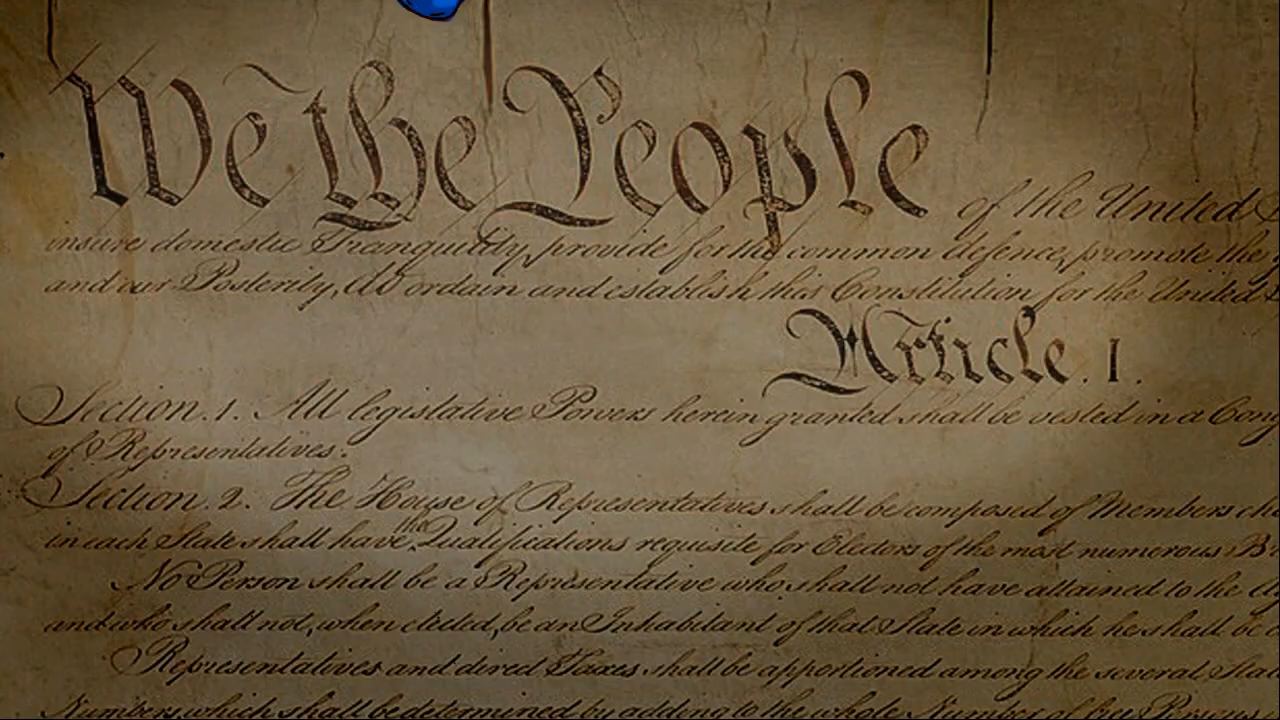 We the People of the United
insure domestic Tranquility, provide for the common defence, promote the
and our Posterity, do ordain and establish this Constitution for the United
Article. I.
Section. 1. All legislative Powers herein granted shall be vested in a Cong
of Representatives.
Section. 2. The House of Representatives shall be composed of Members cho
in each State shall have the Qualifications requisite for Electors of the most numerous Br
No Person shall be a Representative who shall not have attained to the
and who shall not, when elected, be an Inhabitant of that State in which he shall be
Representatives and direct Taxes shall be apportioned among the several Stat
Numbers, which shall be determined by adding to the whole Number of free Persons